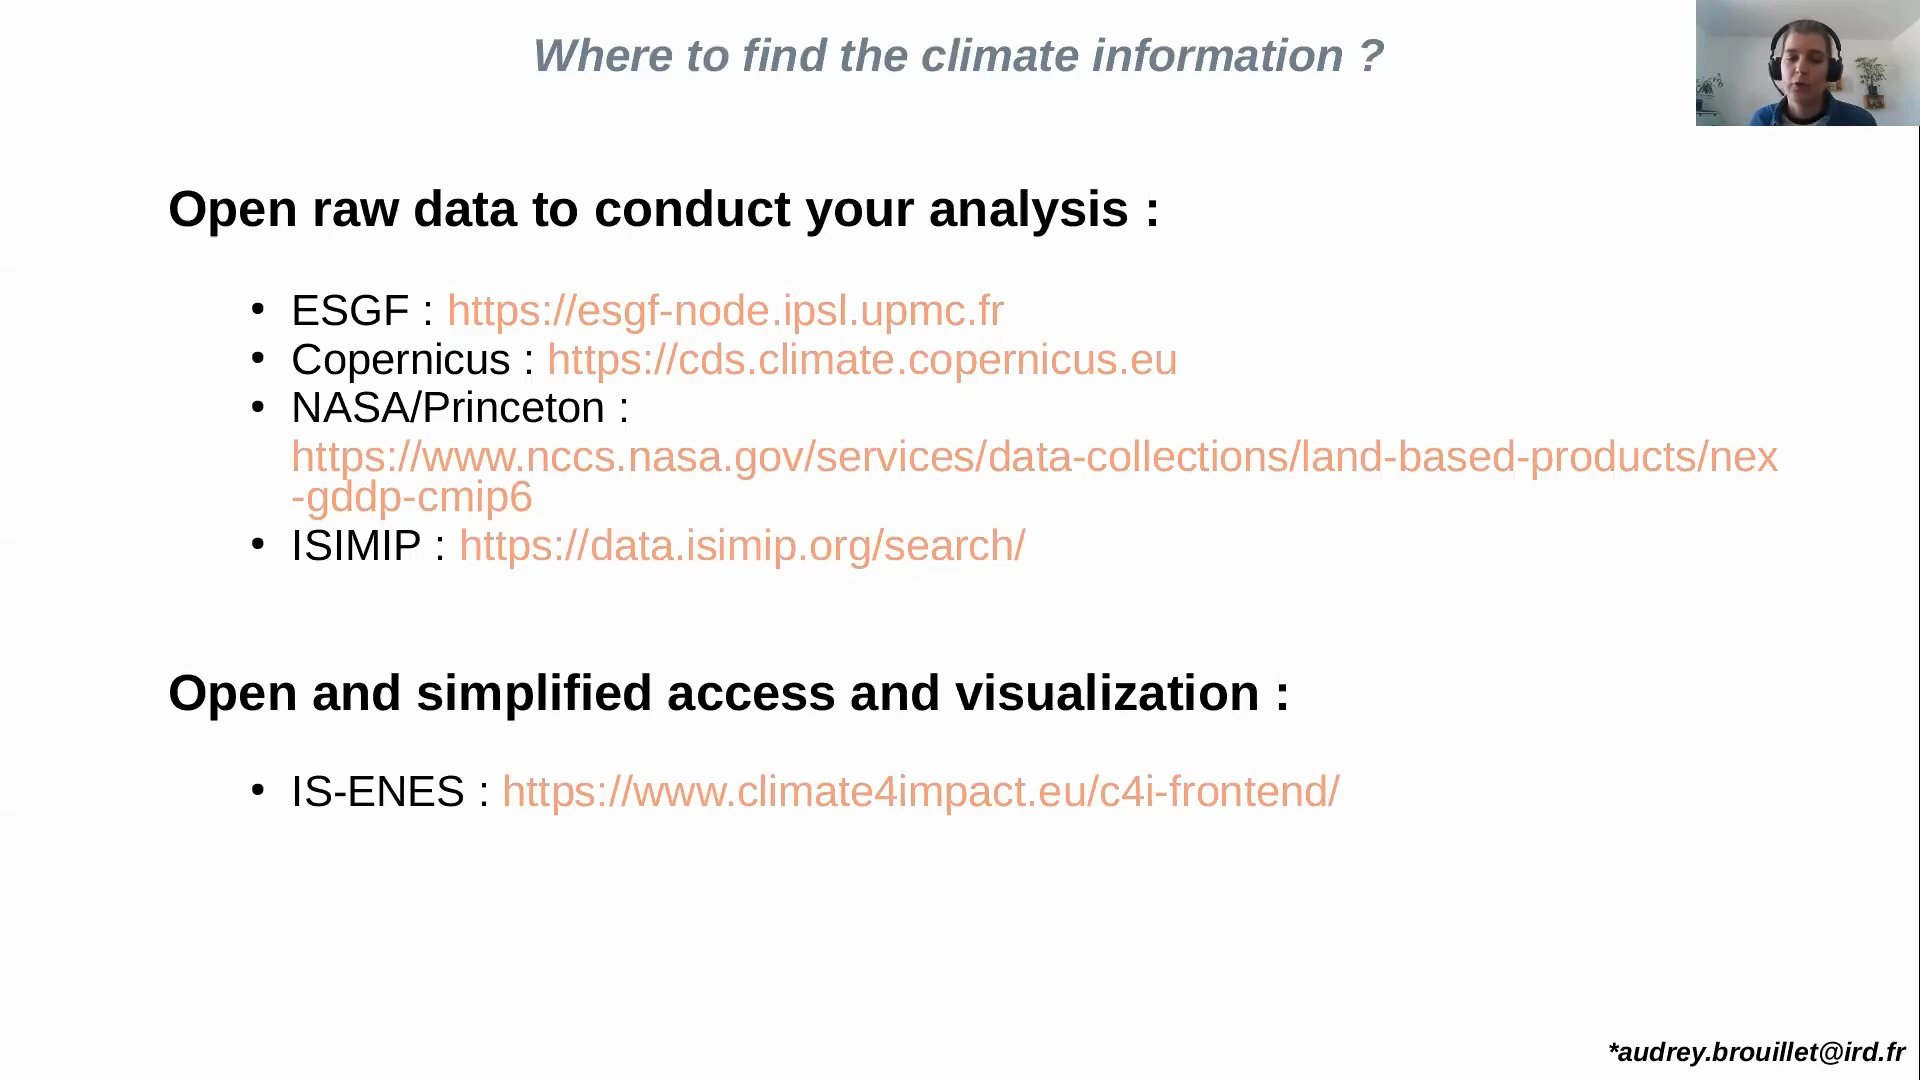 Where to find the climate information ?
Open raw data to conduct your analysis :
• ESGF : https://esgf-node.ipsl.upmc.fr
• Copernicus : https://cds.climate.copernicus.eu
• NASA/Princeton :
https://www.nccs.nasa.gov/services/data-collections/land-based-products/nex
-gddp-cmip6
• ISIMIP : https://data.isimip.org/search/
Open and simplified access and visualization :
• IS-ENES : https://www.climate4impact.eu/c4i-frontend/
*audrey.brouillet@ird.fr